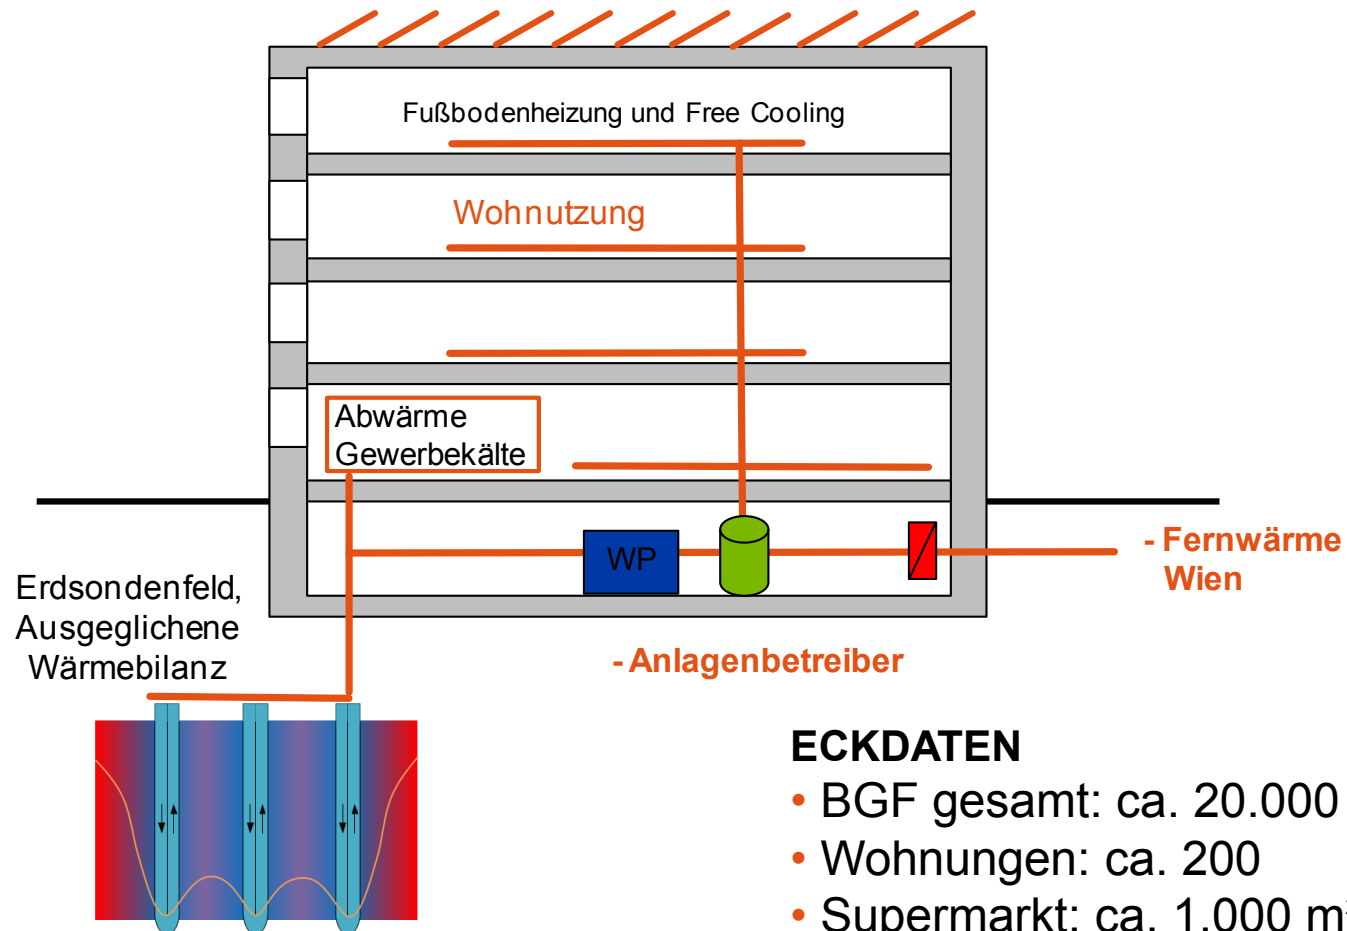 Fußbodenheizung und Free Cooling
Wohnutzung
Abwärme
Gewerbekälte
WP
- Fernwärme
Wien
Erdsondenfeld,
Ausgeglichene
Wärmebilanz
- Anlagenbetreiber
ECKDATEN
• BGF gesamt: ca. 20.000
• Wohnungen: ca. 200
• Supermarkt: ca. 1.000 m²